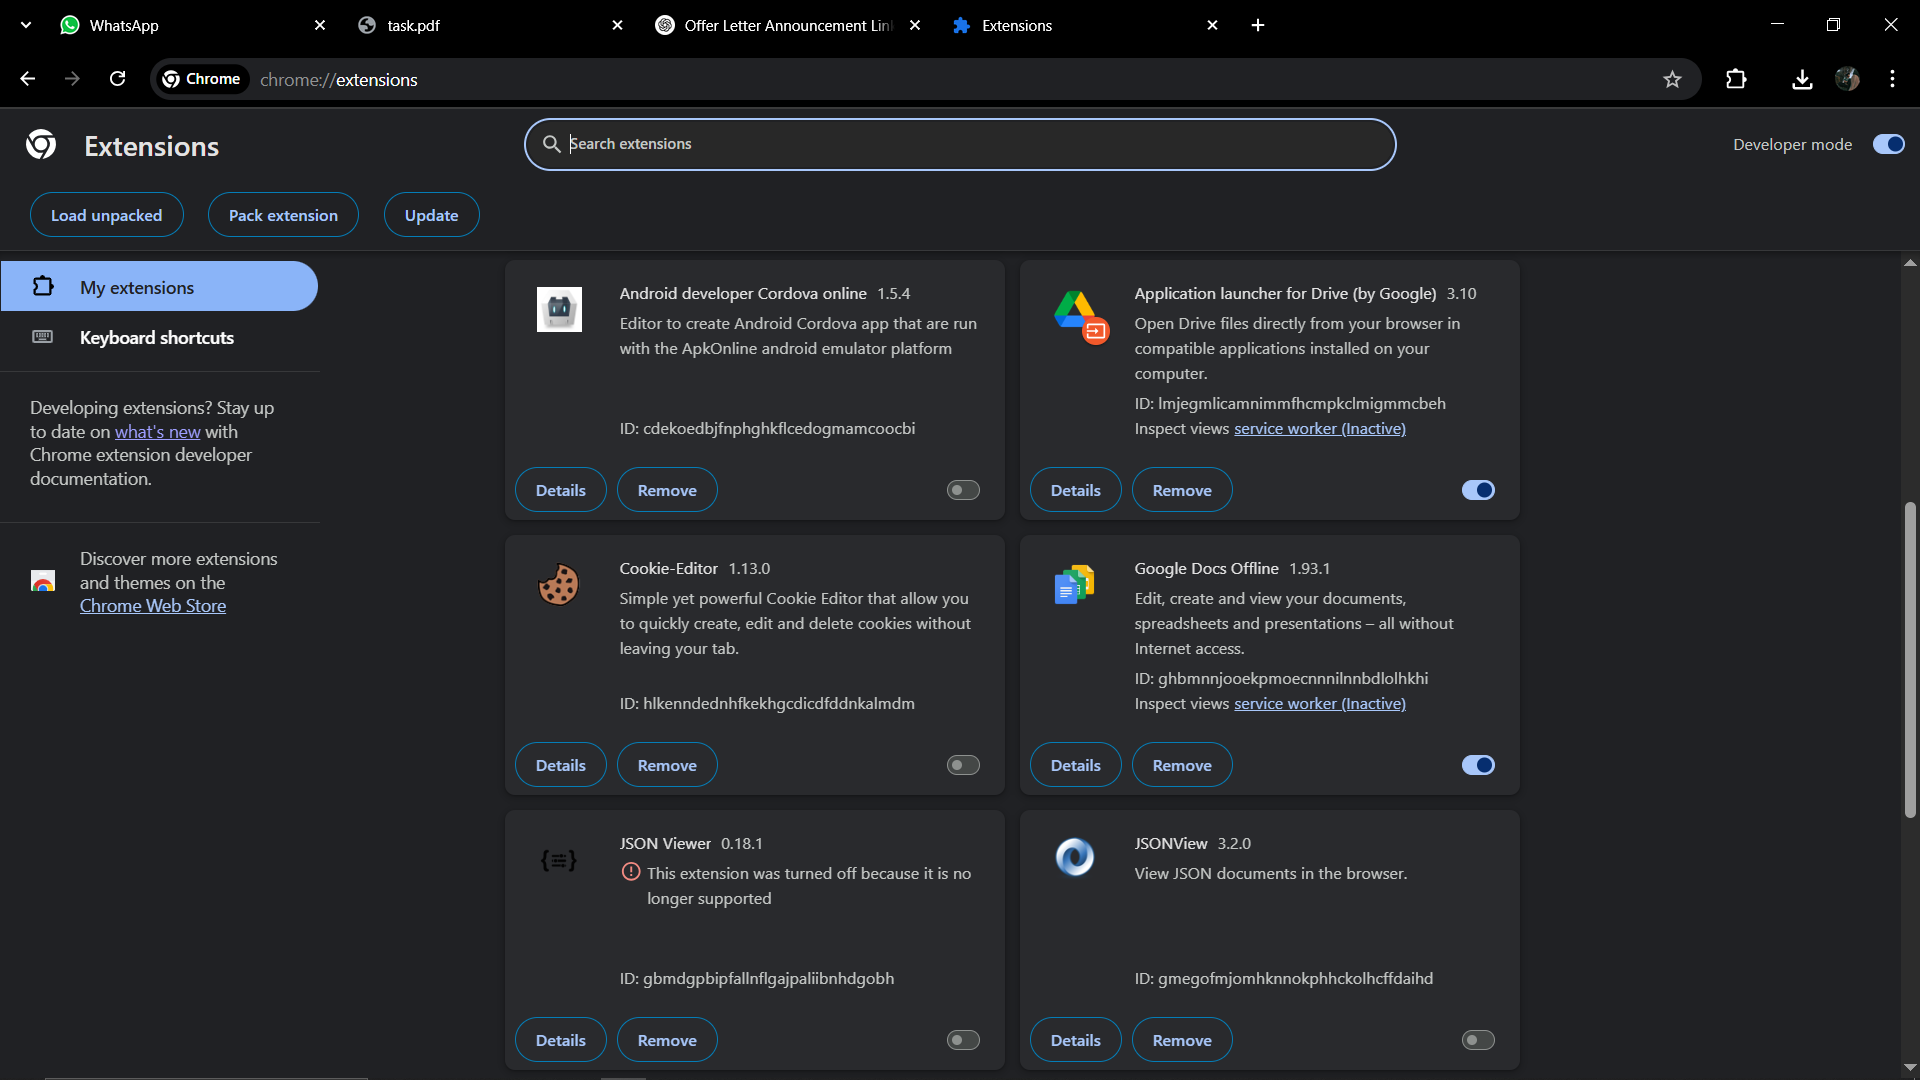 WhatsApp
task.pdf
Offer Letter Announcement Lin
Extensions
Chrome
chrome://extensions
Extensions
Search extensions
Developer mode
Load unpacked
Pack extension
Update
My extensions
Keyboard shortcuts
Developing extensions? Stay up
to date on what's new with
Chrome extension developer
documentation.
Discover more extensions
and themes on the
Chrome Web Store
Android developer Cordova online 1.5.4
Editor to create Android Cordova app that are run
with the ApkOnline android emulator platform
ID: cdekoedbjfnphghkflcedogmamcoocbi
Details
Remove
Application launcher for Drive (by Google) 3.10
Open Drive files directly from your browser in
compatible applications installed on your
computer.
ID: lmjegmlicamnimmfhcmpkclmigmmcbeh
Inspect views service worker (Inactive)
Details
Remove
Cookie-Editor 1.13.0
Simple yet powerful Cookie Editor that allow you
to quickly create, edit and delete cookies without
leaving your tab.
ID: hlkenndednhfkekhgcdicdfddnkalmdm
Details
Remove
Google Docs Offline 1.93.1
Edit, create and view your documents,
spreadsheets and presentations – all without
Internet access.
ID: ghbmnnjooekpmoecnnnilnnbdlolhkhi
Inspect views service worker (Inactive)
Details
Remove
JSON Viewer 0.18.1
This extension was turned off because it is no
longer supported
ID: gbmdgpbipfallnflgajpaliibnhdgobh
Details
Remove
JSONView 3.2.0
View JSON documents in the browser.
ID: gmegofmjomhknnokphhckolhcffdaihd
Details
Remove